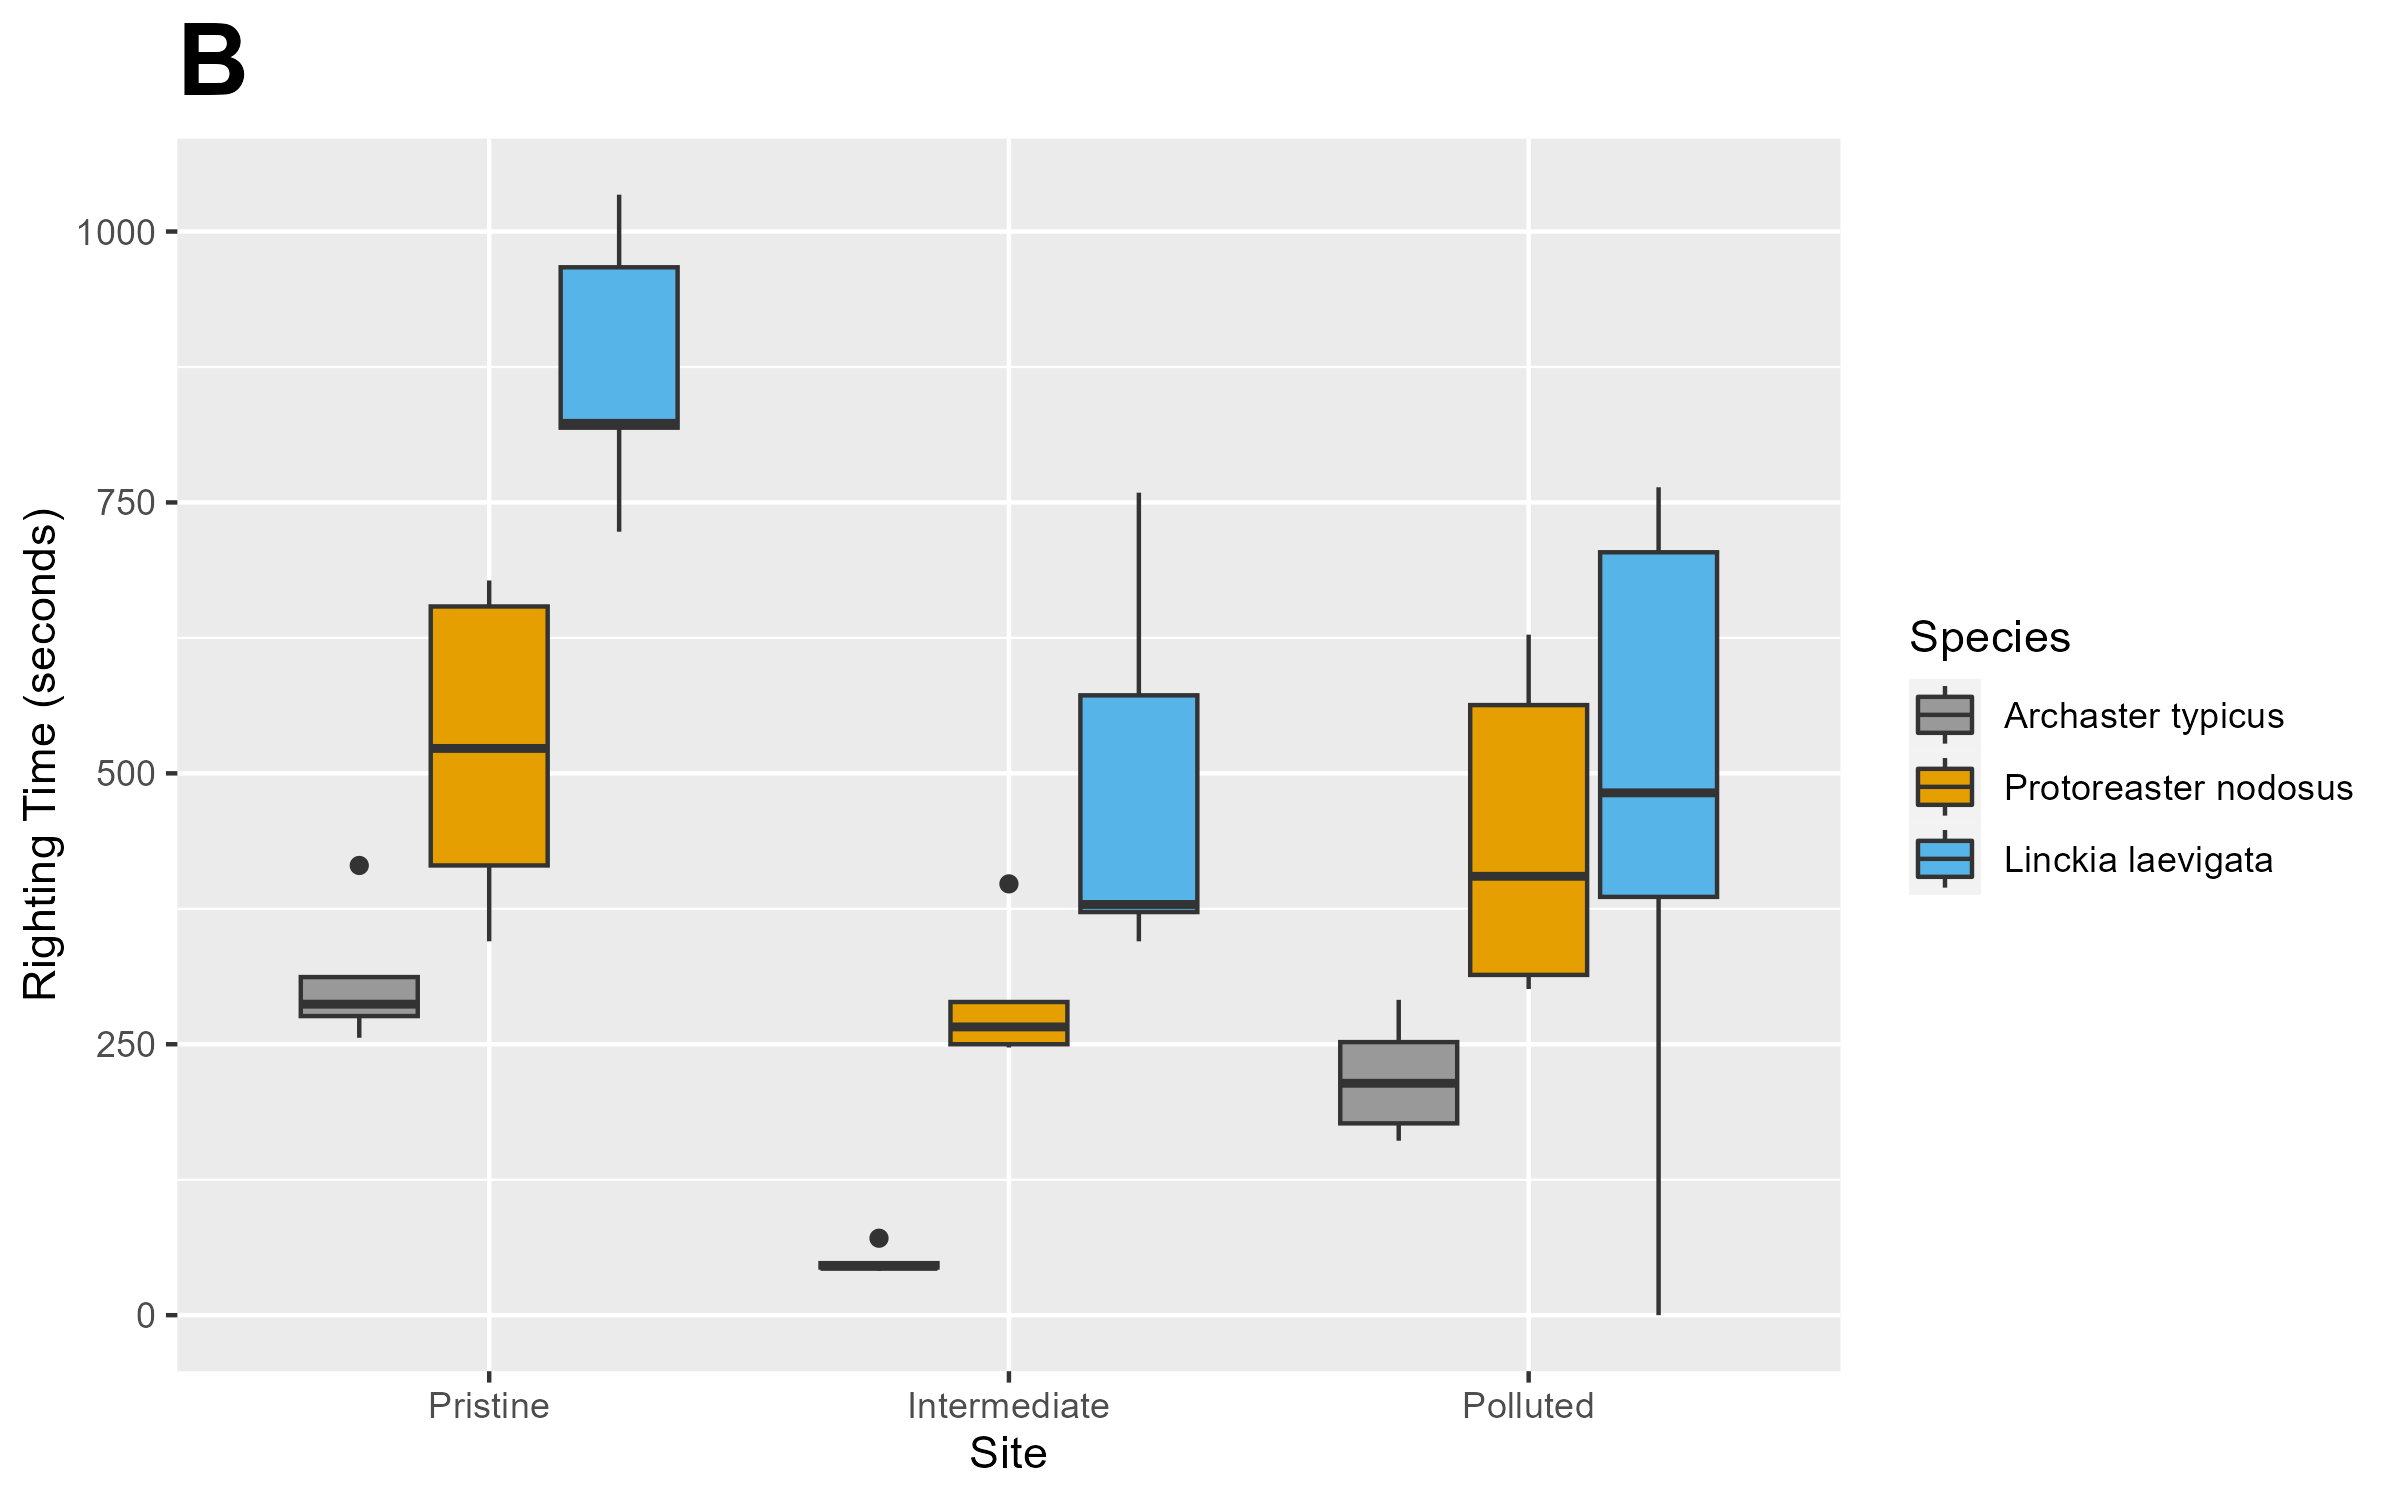 B
Righting Time (seconds)
1000
750
500
250
0
Pristine
Intermediate
Polluted
Site
Species
Archaster typicus
Protoreaster nodosus
Linckia laevigata